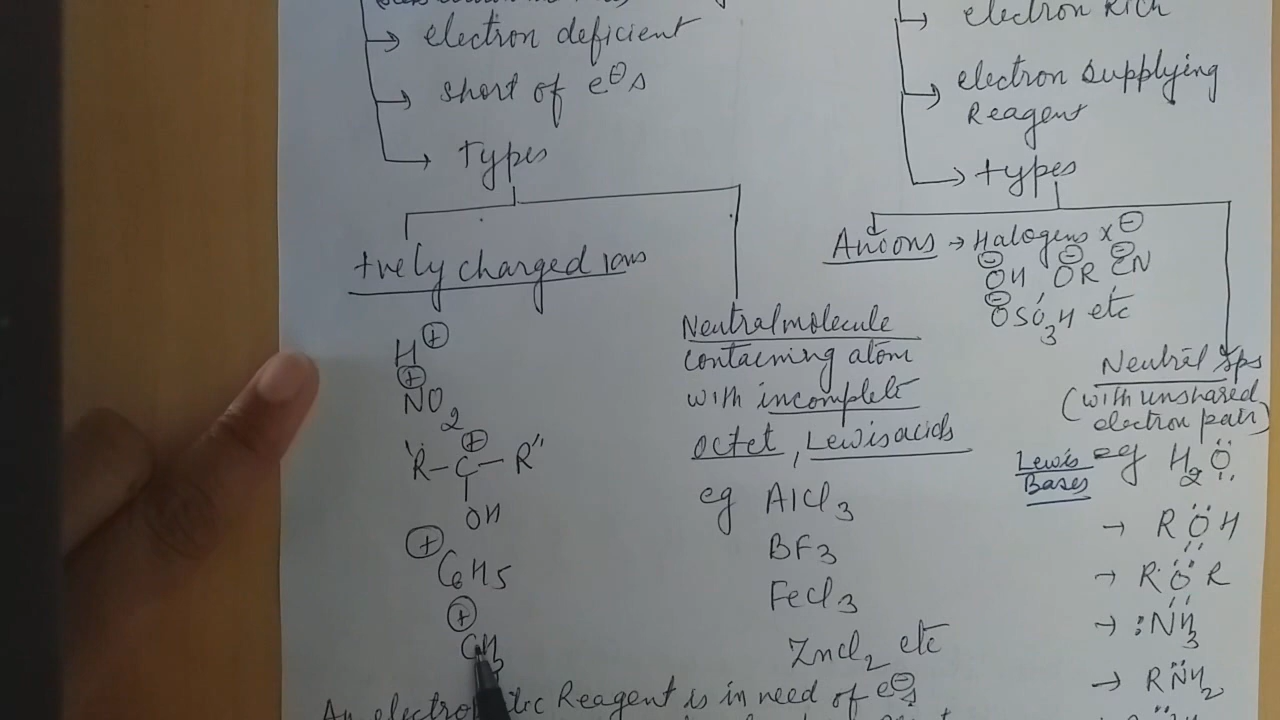 → electron deficient
→ short of e⊖s
→ Types
+vely charged ions
H⊕
⊕NO2
'R–C⊕–R"
OH
⊕C6H5
⊕CH3
Neutral molecule
containing atom
with incomplete
octet, Lewis acids
eg AlCl3
BF3
FeCl3
ZnCl2 etc
→ electron Rich
→ electron supplying
Reagent
→ types
Anions → Halogens X⊖
⊖OH, ⊖OR ⊖CN
⊖OSO3H etc
Neutral sps
(with unshared
electron pair)
Lewis
Bases
eg H2Ö:
→ RÖH
→ RÖR
→ :NH3
→ RN̈H2
An Reagent is in need of e⊖s